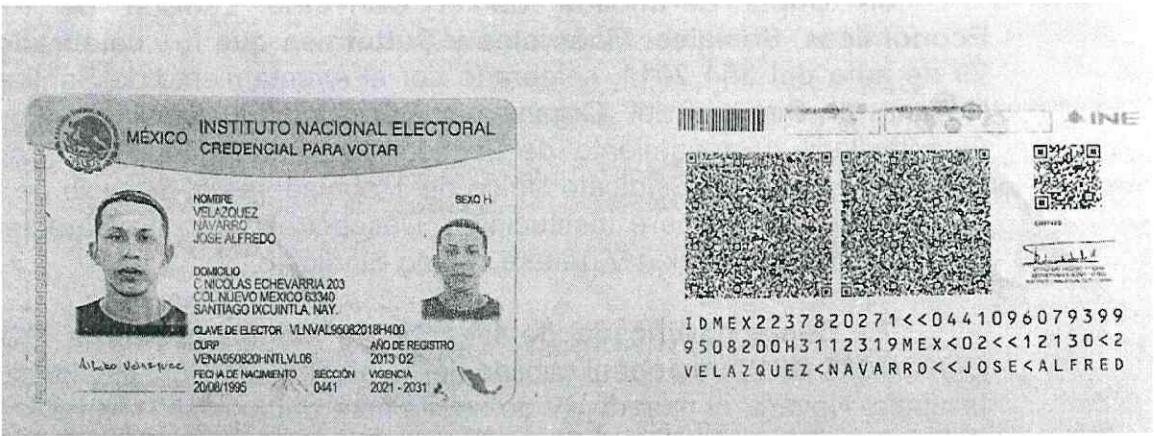 MÉXICO
INSTITUTO NACIONAL ELECTORAL
CREDENCIAL PARA VOTAR
NOMBRE
VELAZQUEZ
NAVARRO
JOSE ALFREDO
SEXO H
DOMICILIO
C NICOLAS ECHEVARRIA 203
COL NUEVO MEXICO 63340
SANTIAGO IXCUINTLA, NAY.
CLAVE DE ELECTOR VLNVAL95082018H400
CURP
VENA950820HNTLVL06
AÑO DE REGISTRO
2013 02
FECHA DE NACIMIENTO
20/08/1995
SECCIÓN
0441
VIGENCIA
2021 - 2031
INE
IDMEX2237820271<<0441096079399
9508200H3112319MEX<02<<12130<2
VELAZQUEZ<NAVARRO<<JOSE<ALFRED